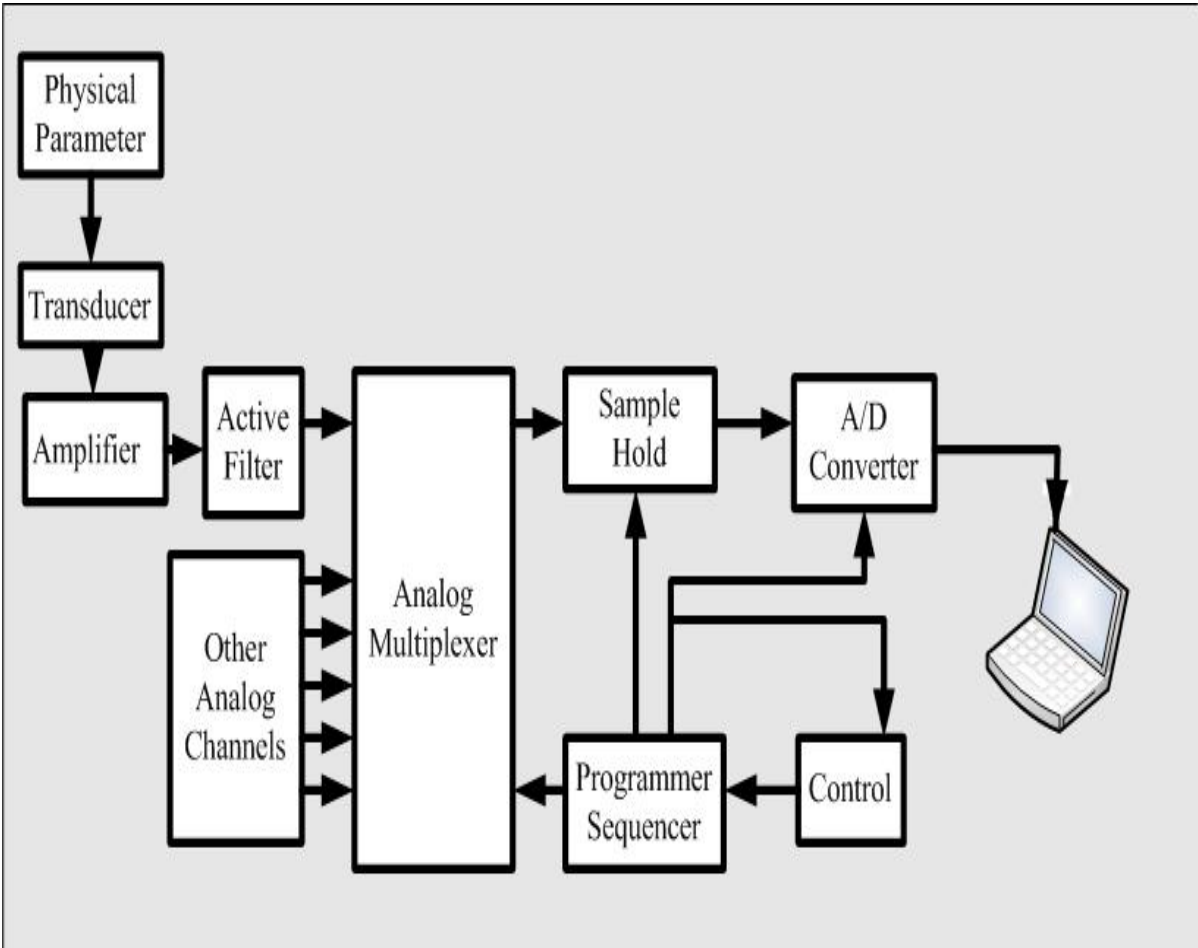 Physical
Parameter
Transducer
Amplifier
Active
Filter
Other
Analog
Channels
Analog
Multiplexer
Sample
Hold
A/D
Converter
Programmer
Sequencer
Control